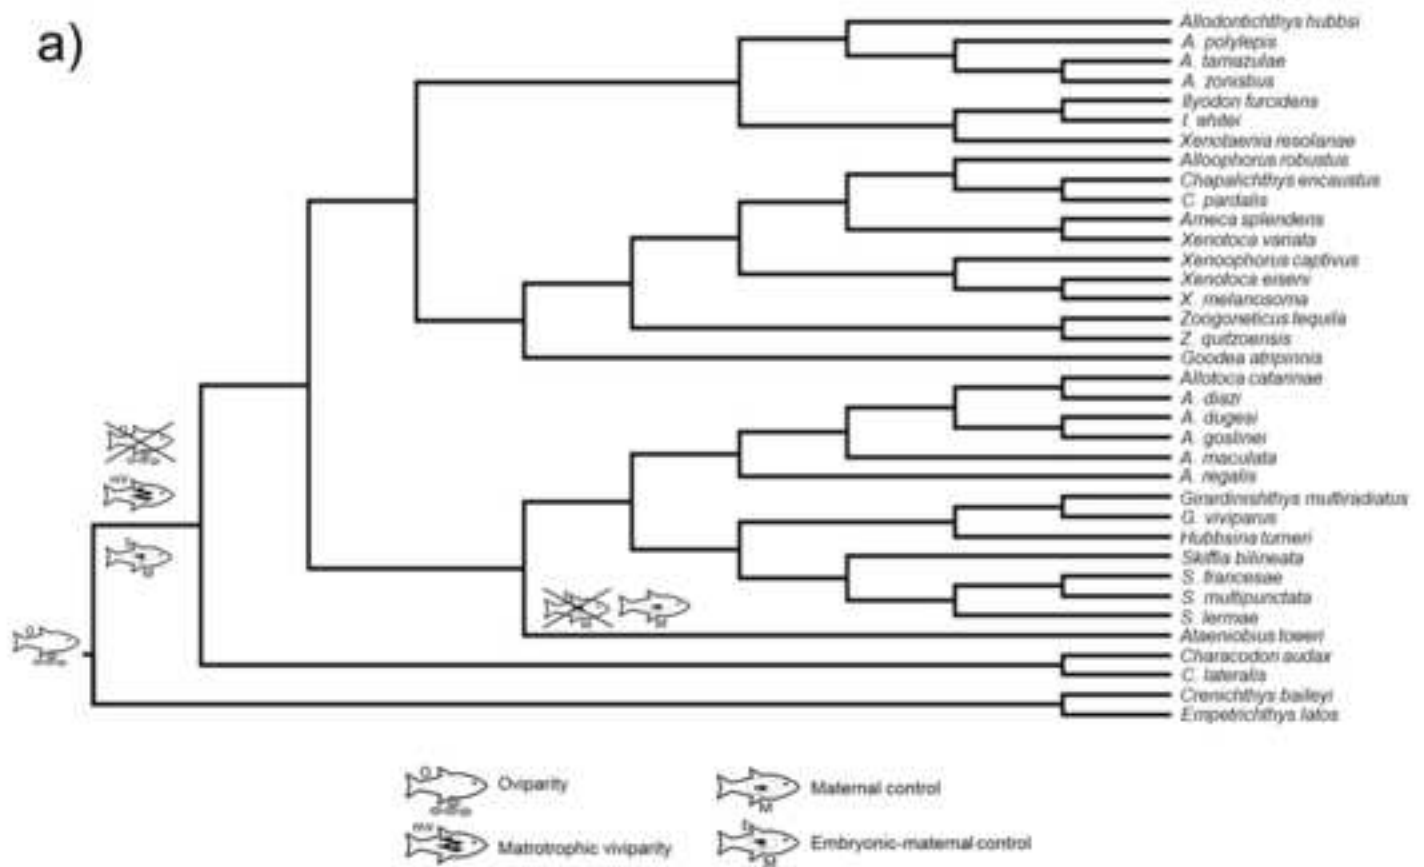 a)
Allodontichthys hubbsi
A. polylepis
A. tamazulae
A. zonistius
Ilyodon furcidens
I. whitei
Xenotaenia resolanae
Alloophorus robustus
Chapalichthys encaustus
C. pardalis
Ameca splendens
Xenotoca variata
Xenoophorus captivus
Xenotoca eiseni
X. melanosoma
Zoogoneticus tequila
Z. quitzoensis
Goodea atripinnis
Allotoca catarinae
A. diazi
A. dugesi
A. goslinei
A. maculata
A. regalis
Girardinishthys multiradiatus
G. viviparus
Hubbsina turneri
Skiffia bilineata
S. francesae
S. multipunctata
S. lermae
Ataeniobius toweri
Characodon audax
C. lateralis
Crenichthys baileyi
Empetrichthys latos
O
Oviparity
M
Maternal control
Matrotrophic viviparity
M
Embryonic-maternal control